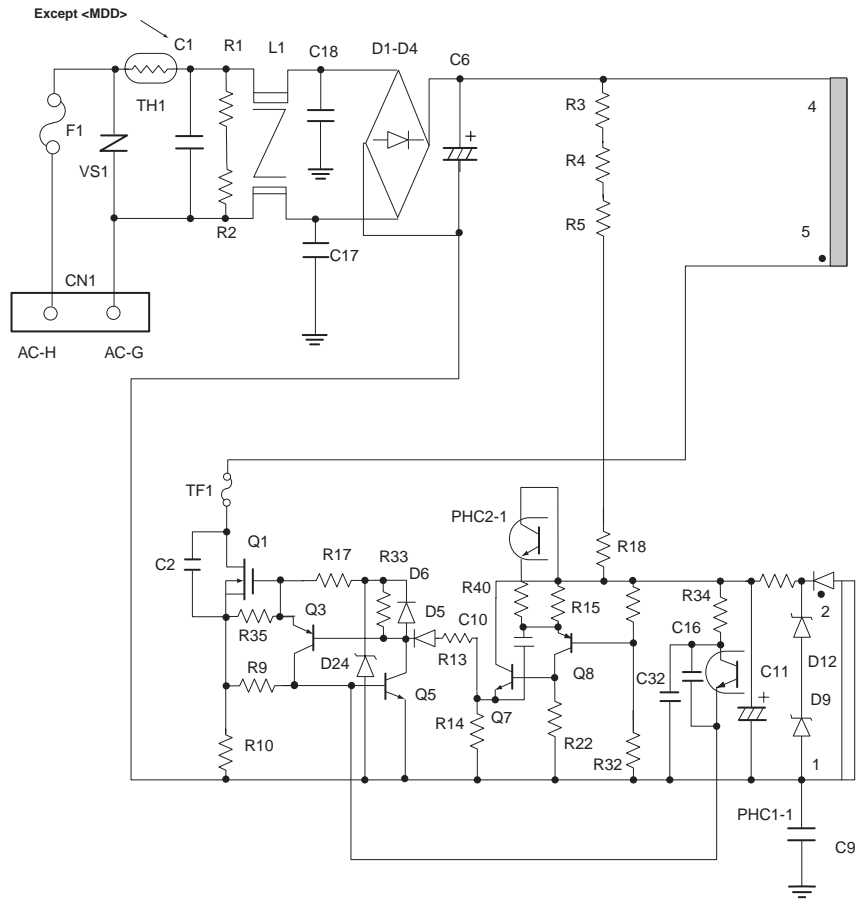 Except <MDD>
C1
R1
L1
C18
D1-D4
C6
TH1
F1
VS1
R2
C17
+
R3
R4
R5
4
5
CN1
AC-H
AC-G
TF1
PHC2-1
R18
C2
Q1
R17
R33
D6
D5
C10
R40
R15
R34
C16
2
Q3
R35
D24
R13
Q8
C32
C11
D12
R9
Q5
Q7
+
D9
R10
R14
R22
R32
1
PHC1-1
C9